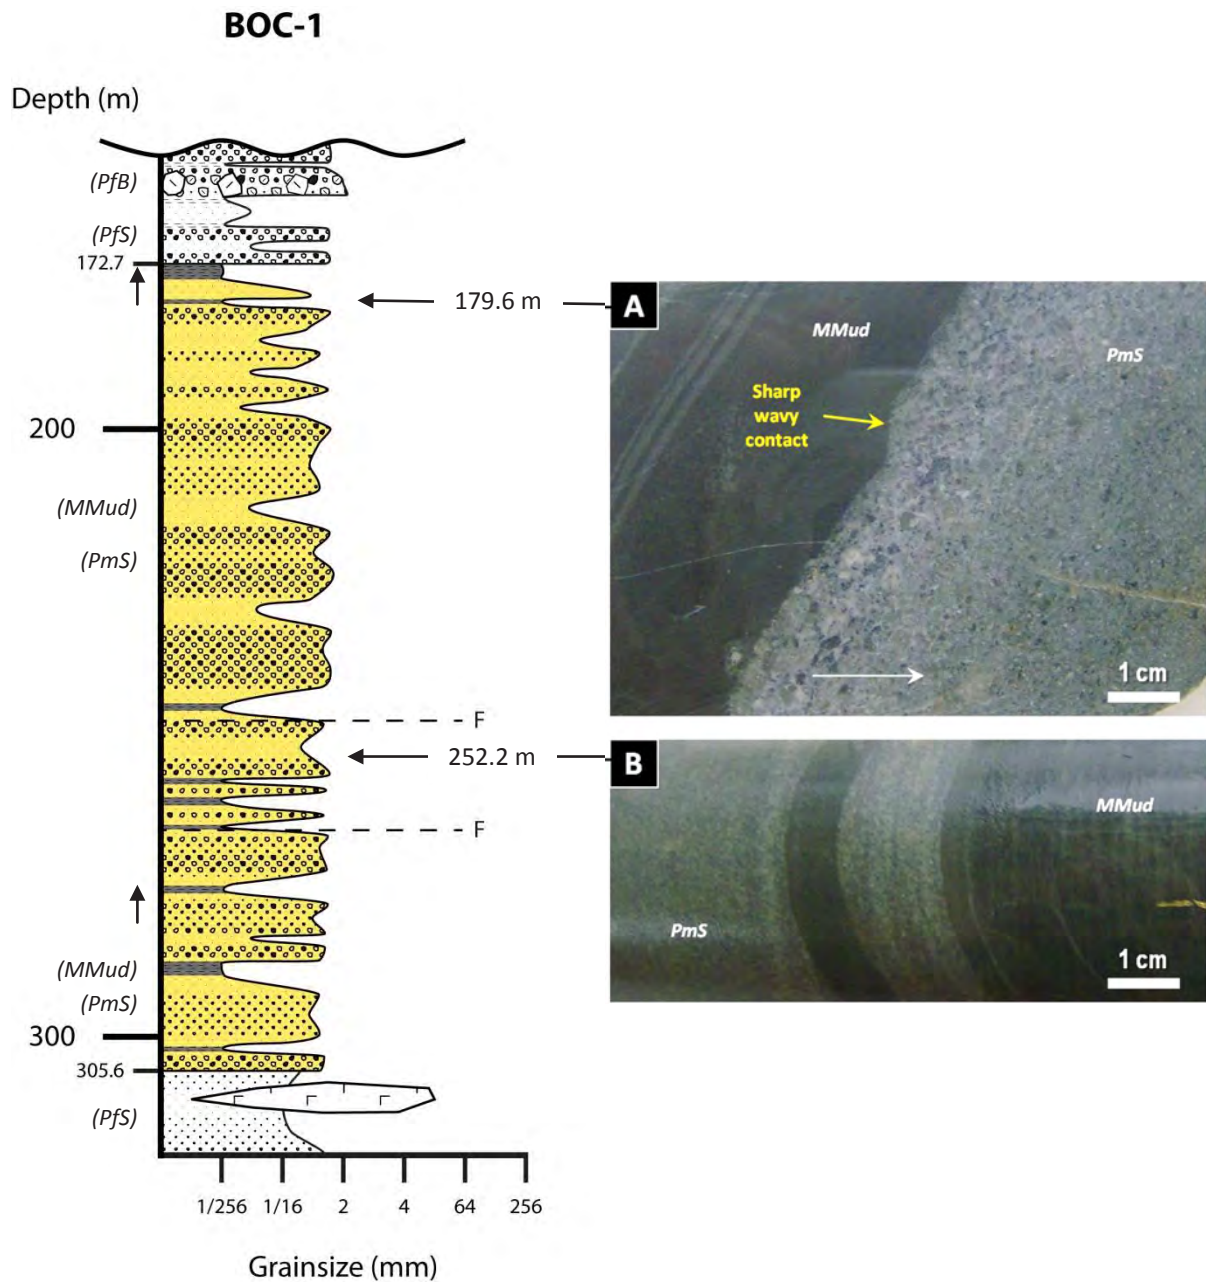 BOC-1
Depth (m)
(PfB)
(PfS)
172.7
200
(MMud)
(PmS)
(MMud)
(PmS)
300
305.6
(PfS)
179.6 m
F
252.2 m
F
1/256
1/16
2
4
64
256
Grainsize (mm)
A
MMud
PmS
Sharp
wavy
contact
1 cm
B
MMud
PmS
1 cm